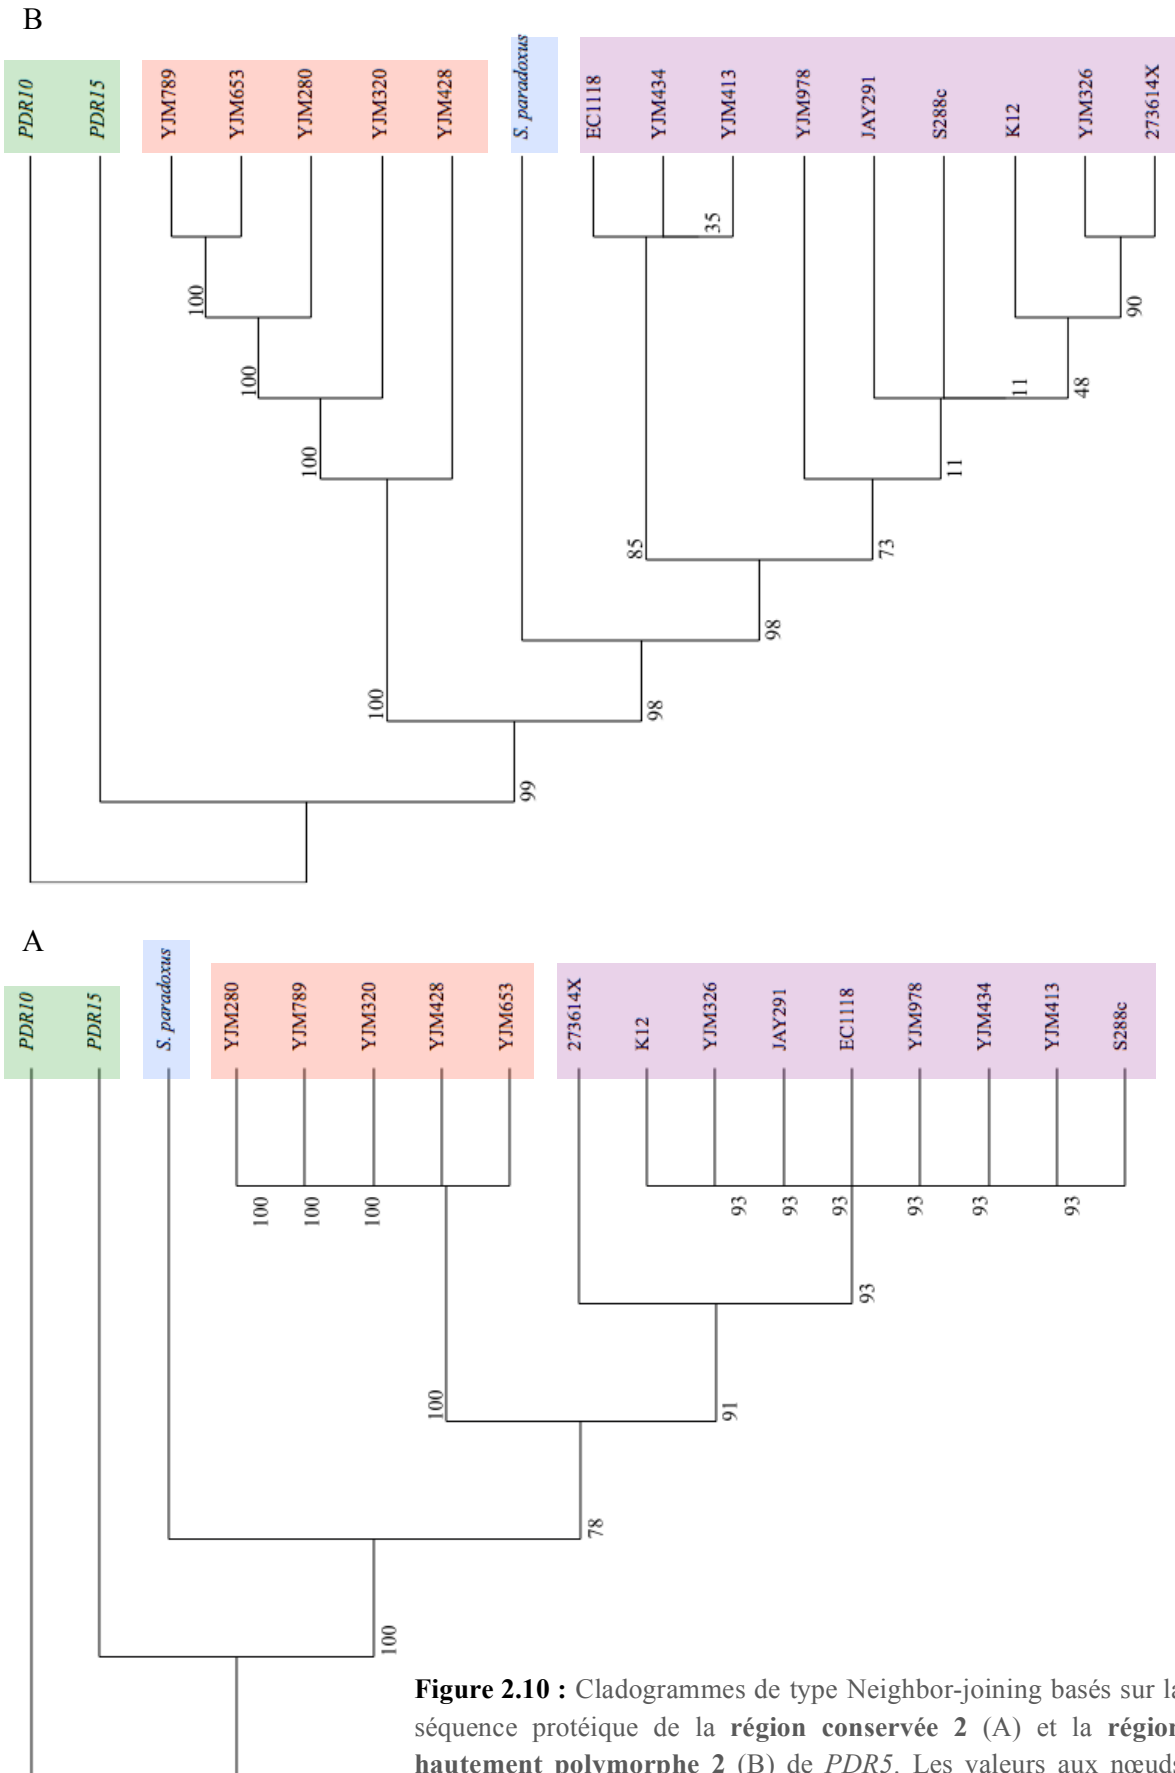 B
PDR10
PDR15
YJM789
YJM653
YJM280
YJM320
YJM428
S. paradoxus
EC1118
YJM434
YJM413
YJM978
JAY291
S288c
K12
YJM326
273614X
35
100
90
100
11
48
100
11
85
73
98
100
98
99
A
PDR10
PDR15
S. paradoxus
YJM280
YJM789
YJM320
YJM428
YJM653
273614X
K12
YJM326
JAY291
EC1118
YJM978
YJM434
YJM413
S288c
100
100
100
93
93
93
93
93
93
93
100
91
78
100
Figure 2.10 : Cladogrammes de type Neighbor-joining basés sur la
séquence protéique de la région conservée 2 (A) et la région
hautement polymorphe 2 (B) de PDR5. Les valeurs aux nœuds